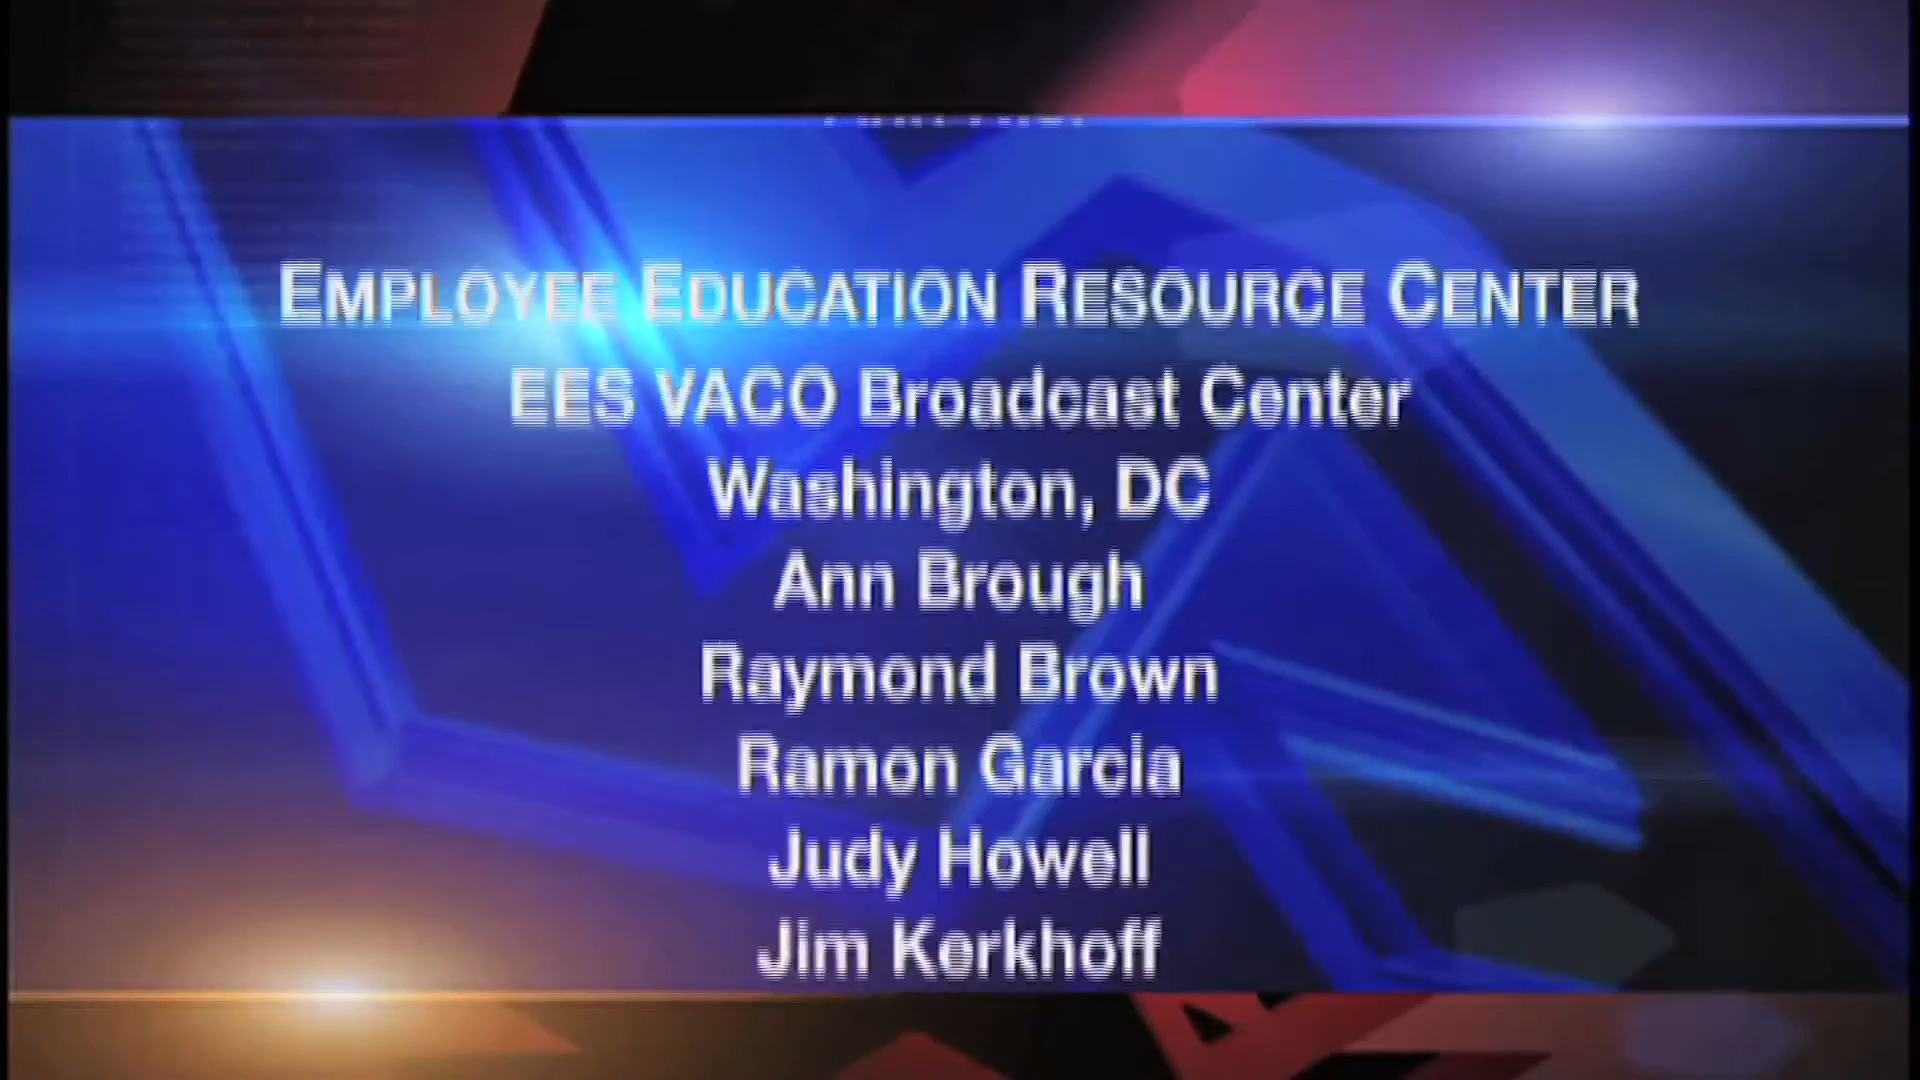 EMPLOYEE EDUCATION RESOURCE CENTER
EES VACO Broadcast Center
Washington, DC
Ann Brough
Raymond Brown
Ramon Garcia
Judy Howell
Jim Kerkhoff